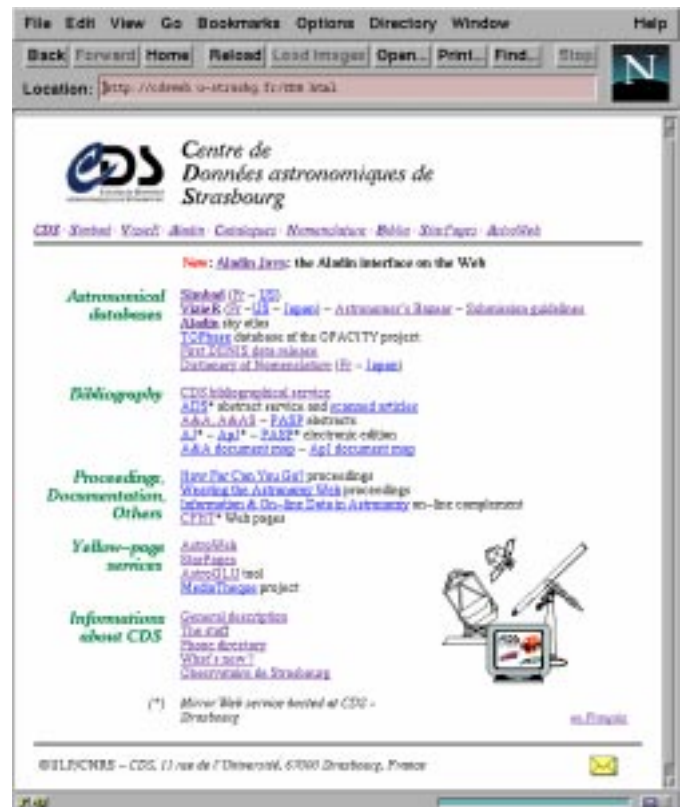 File Edit View Go Bookmarks Options Directory Window Help
Back Forward Home Reload Load Images Open... Print... Find... Stop
N
Location: http://cdsweb.u-strasbg.fr/
CDS
Centre de
Données astronomiques de
Strasbourg
CDS · Simbad · VizieR · Aladin · Catalogues · Nomenclature · Biblio · StarPages · AstroWeb
New: Aladin Java: the Aladin interface on the Web
Astronomical
databases
Simbad (Fr – US)
VizieR (Fr – US – Japan) – Astronomer's Bazaar – Submission guidelines
Aladin sky atlas
TOPbase database of the OPACITY project
First DENIS data release
Dictionary of Nomenclature (Fr – Japan)
Bibliography
CDS bibliographical service
ADS* abstract service and scanned articles
A&A, A&AS – PASP abstracts
AJ* – ApJ* – PASP* electronic edition
A&A document map – ApJ document map
Proceedings,
Documentation,
Others
How Far Can You Go? proceedings
Weaving the Astronomy Web proceedings
Information & On-line Data in Astronomy on-line complement
CFHT* Web pages
Yellow-page
services
AstroWeb
StarPages
AstroGLU tool
MediaTheque project
Informations
about CDS
General description
The staff
Phone directory
What's new?
Observatoire de Strasbourg
(*) Mirror Web service hosted at CDS –
Strasbourg
en Français
©ULP/CNRS – CDS, 11 rue de l'Université, 67000 Strasbourg, France